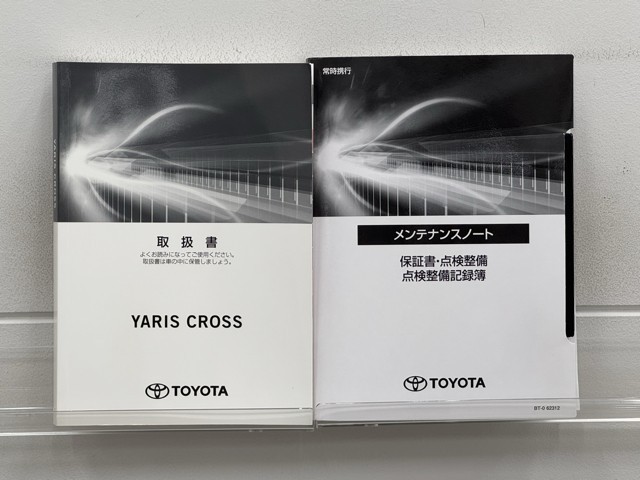 取扱書
よくお読みになってご使用ください。
取扱書は車の中に保管しましょう。
YARIS CROSS
TOYOTA
常時携行
メンテナンスノート
保証書・点検整備
点検整備記録簿
TOYOTA
BT-0 62312